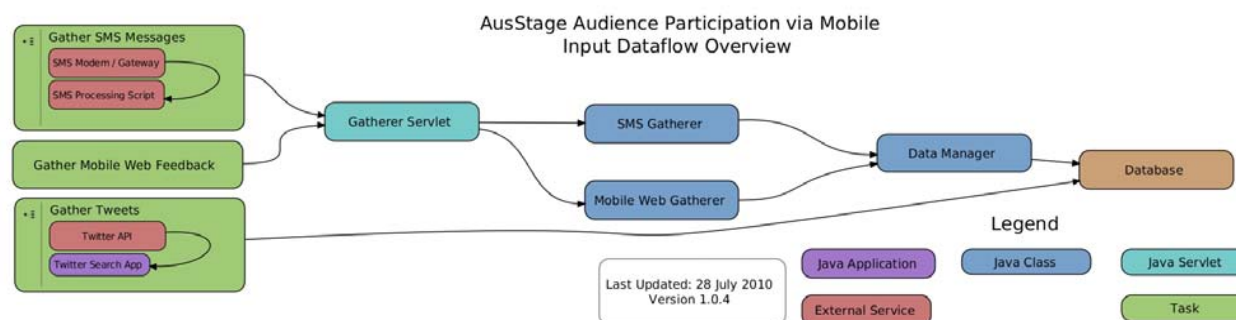 AusStage Audience Participation via Mobile
Input Dataflow Overview
Gather SMS Messages
SMS Modem / Gateway
SMS Processing Script
Gather Mobile Web Feedback
Gather Tweets
Twitter API
Twitter Search App
Gatherer Servlet
SMS Gatherer
Mobile Web Gatherer
Data Manager
Database
Last Updated: 28 July 2010
Version 1.0.4
Legend
Java Application
Java Class
Java Servlet
External Service
Task